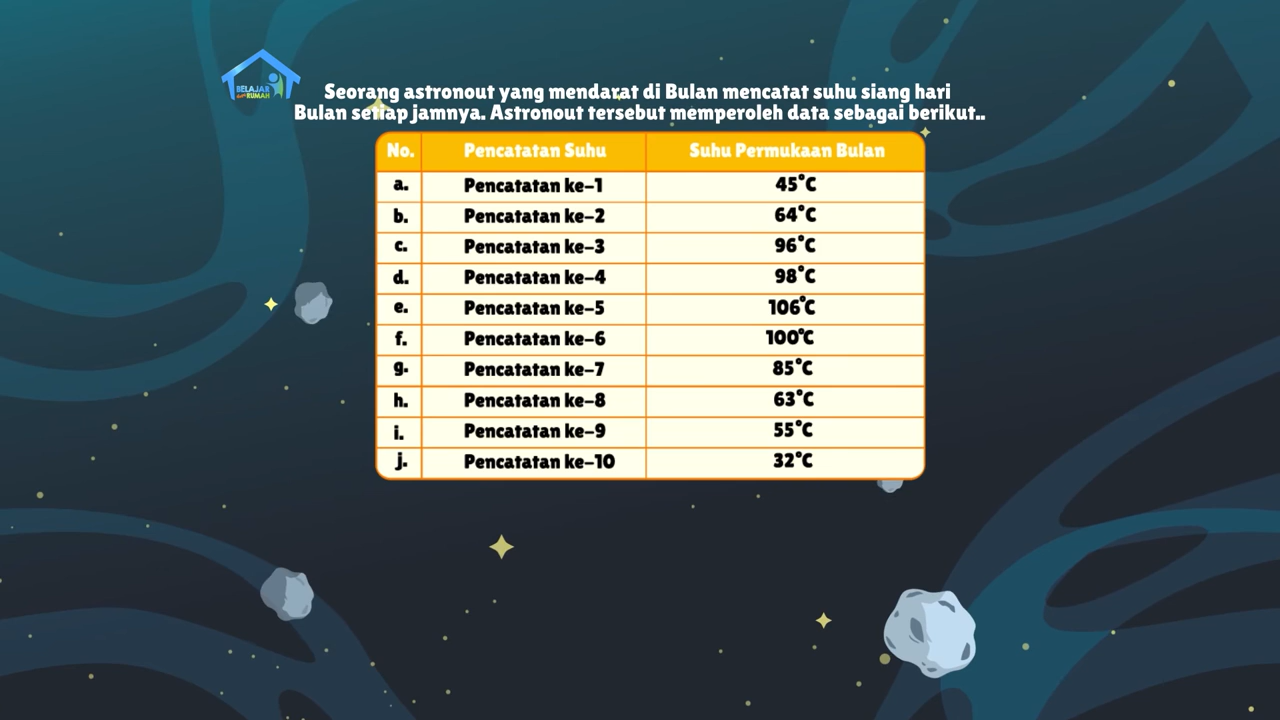 BELAJAR
dari RUMAH
Seorang astronout yang mendarat di Bulan mencatat suhu siang hari
Bulan setiap jamnya. Astronout tersebut memperoleh data sebagai berikut..
No. Pencatatan Suhu Suhu Permukaan Bulan
a. Pencatatan ke-1 45°C
b. Pencatatan ke-2 64°C
c. Pencatatan ke-3 96°C
d. Pencatatan ke-4 98°C
e. Pencatatan ke-5 106°C
f. Pencatatan ke-6 100°C
g. Pencatatan ke-7 85°C
h. Pencatatan ke-8 63°C
i. Pencatatan ke-9 55°C
j. Pencatatan ke-10 32°C